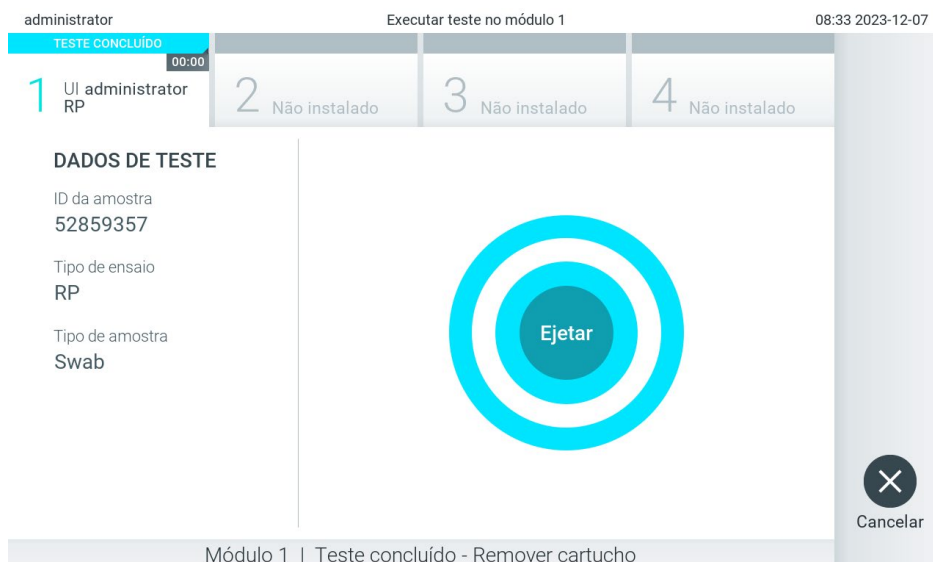 administrator
Executar teste no módulo 1
08:33 2023-12-07
TESTE CONCLUÍDO
00:00
1
UI administrator
RP
2 Não instalado
3 Não instalado
4 Não instalado
DADOS DE TESTE
ID da amostra
52859357
Tipo de ensaio
RP
Tipo de amostra
Swab
Ejetar
Cancelar
Módulo 1 | Teste concluído - Remover cartucho